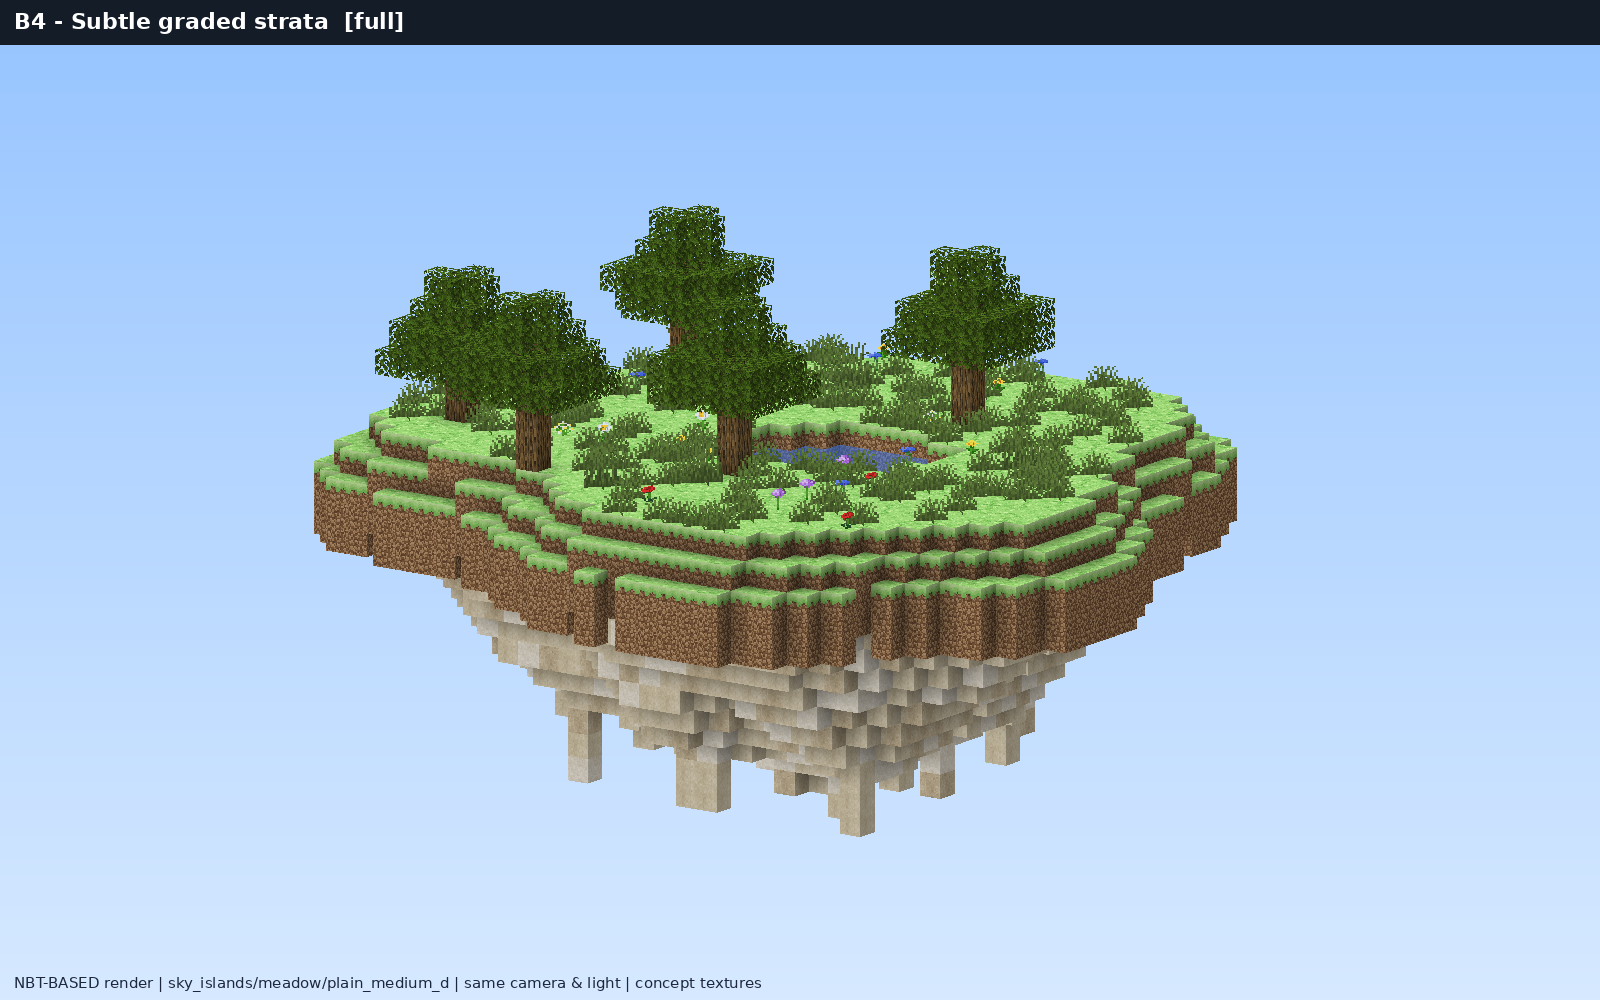 B4 - Subtle graded strata  [full]
NBT-BASED render | sky_islands/meadow/plain_medium_d | same camera & light | concept textures